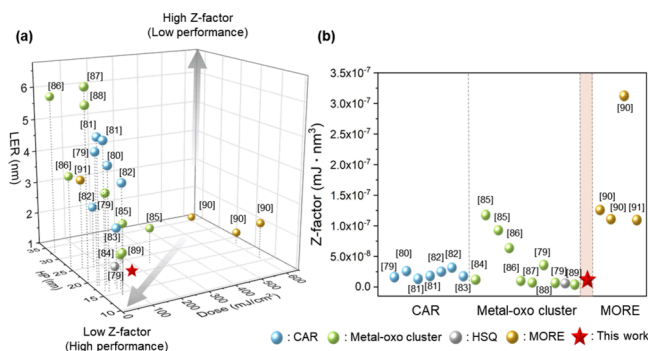 (a)
High Z-factor
(Low performance)
LER (nm)
6
5
4
3
2
1
[86]
[87]
[88]
[81]
[81]
[79]
[80]
[86]
[91]
[82]
[82]
[79]
[90]
[85]
[85]
[90]
[90]
[83]
[84]
[89]
[79]
35
30
25
20
15
10
HP (nm)
0
100
200
300
400
500
600
Dose (mJ/cm²)
Low Z-factor
(High performance)
(b)
Z-factor (mJ · nm³)
3.5x10⁻⁷
3.0x10⁻⁷
2.5x10⁻⁷
2.0x10⁻⁷
1.5x10⁻⁷
1.0x10⁻⁷
5.0x10⁻⁸
0.0
[90]
[85]
[85]
[86]
[90]
[90]
[91]
[79]
[80]
[81]
[81]
[82]
[82]
[83]
[84]
[86]
[87]
[88]
[79]
[79]
[89]
CAR
Metal-oxo cluster
MORE
: CAR
: Metal-oxo cluster
: HSQ
: MORE
: This work